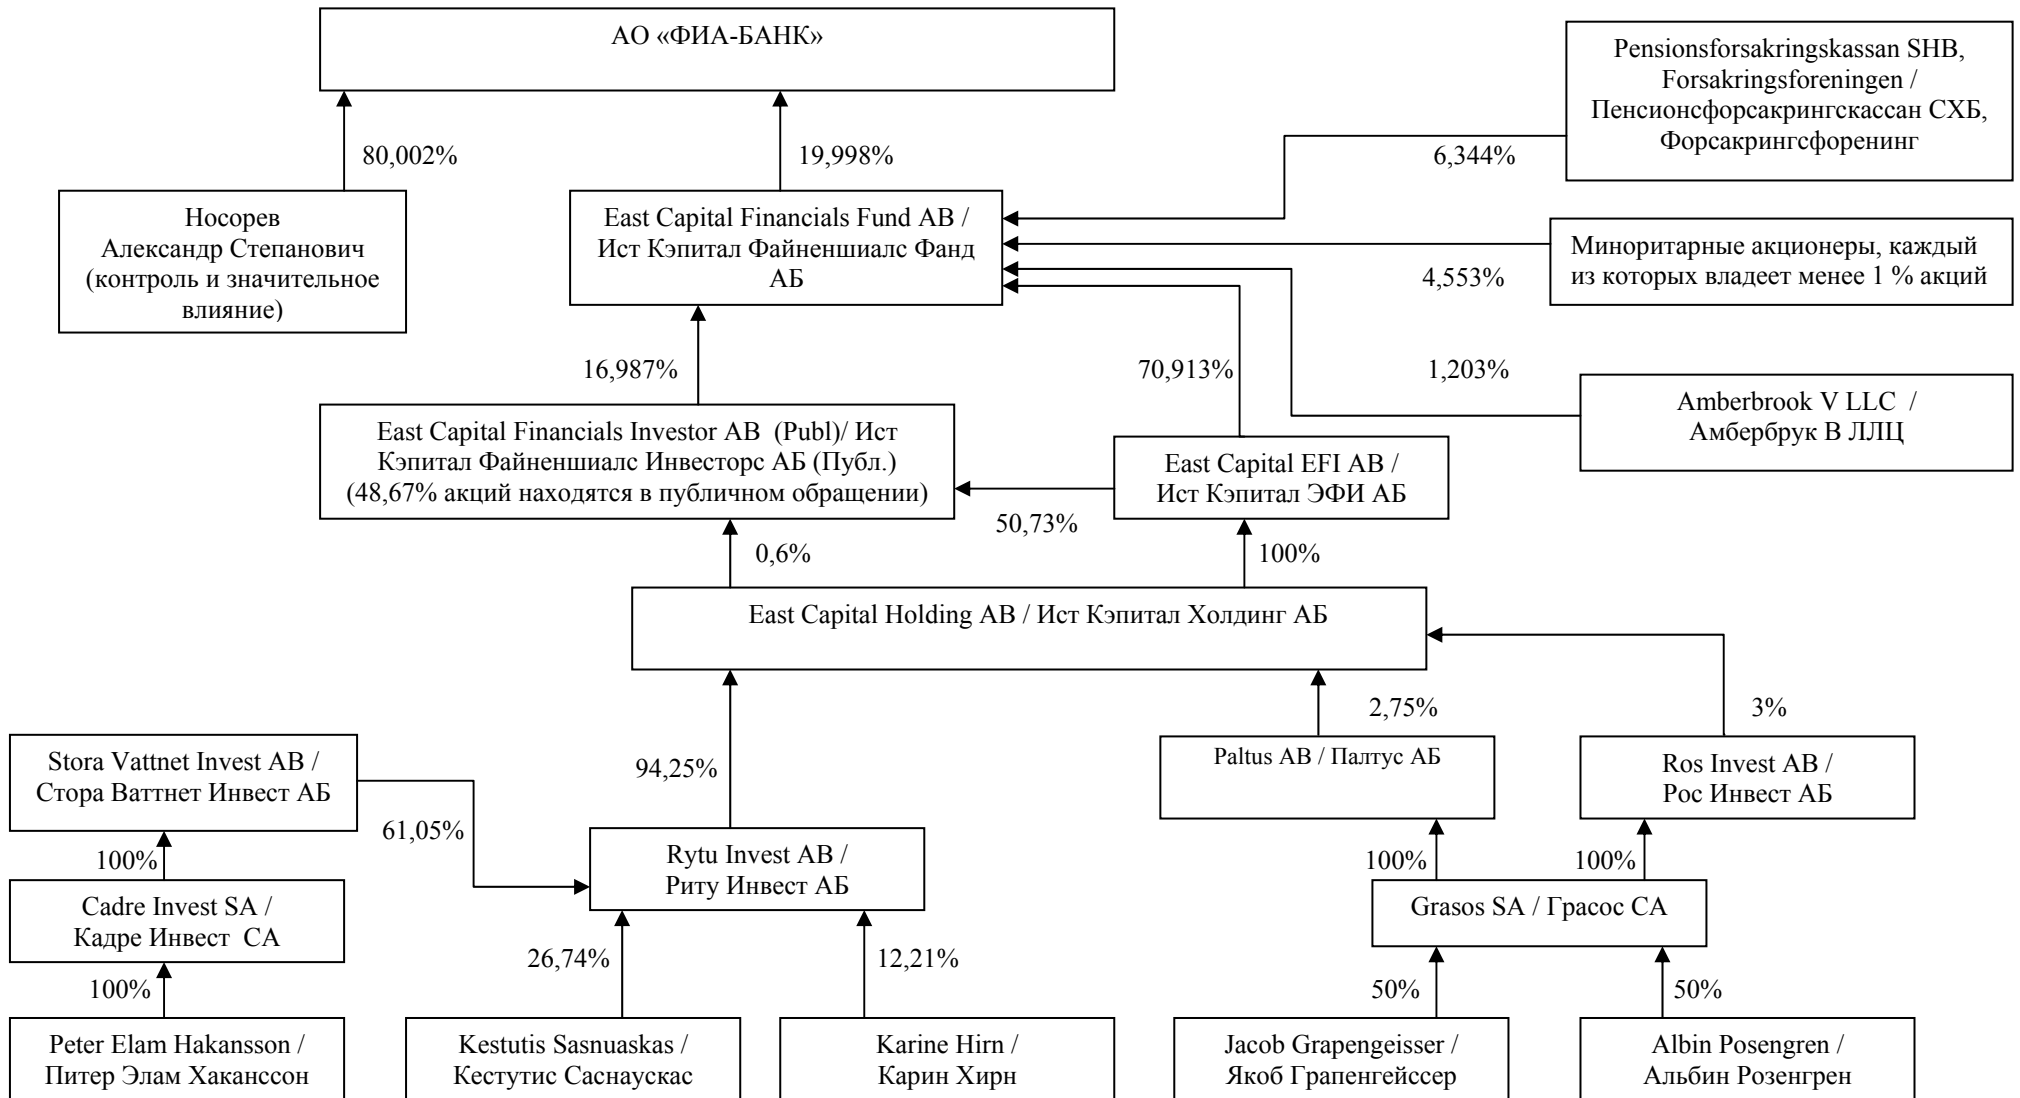 АО «ФИА-БАНК»
Pensionsforsakringskassan SHB,
Forsakringsforeningen /
Пенсионсфорсакрингскассан СХБ,
Форсакрингсфоренинг
80,002%
19,998%
6,344%
Носорев
Александр Степанович
(контроль и значительное
влияние)
East Capital Financials Fund AB /
Ист Кэпитал Файненшиалс Фанд
АБ
Миноритарные акционеры, каждый
из которых владеет менее 1 % акций
4,553%
16,987%
70,913%
1,203%
Amberbrook V LLC /
Амбербрук В ЛЛЦ
East Capital Financials Investor AB (Publ)/ Ист
Кэпитал Файненшиалс Инвесторс АБ (Публ.)
(48,67% акций находятся в публичном обращении)
East Capital EFI AB /
Ист Кэпитал ЭФИ АБ
50,73%
0,6%
100%
East Capital Holding AB / Ист Кэпитал Холдинг АБ
2,75%
3%
Stora Vattnet Invest AB /
Стора Ваттнет Инвест АБ
94,25%
Paltus AB / Палтус АБ
Ros Invest AB /
Рос Инвест АБ
61,05%
100%
Rytu Invest AB /
Риту Инвест АБ
100%
100%
Cadre Invest SA /
Кадре Инвест СА
Grasos SA / Грасос СА
100%
26,74%
12,21%
50%
50%
Peter Elam Hakansson /
Питер Элам Хаканссон
Kestutis Sasnuaskas /
Кестутис Саснаускас
Karine Hirn /
Карин Хирн
Jacob Grapengeisser /
Якоб Грапенгейссер
Albin Posengren /
Альбин Розенгрен